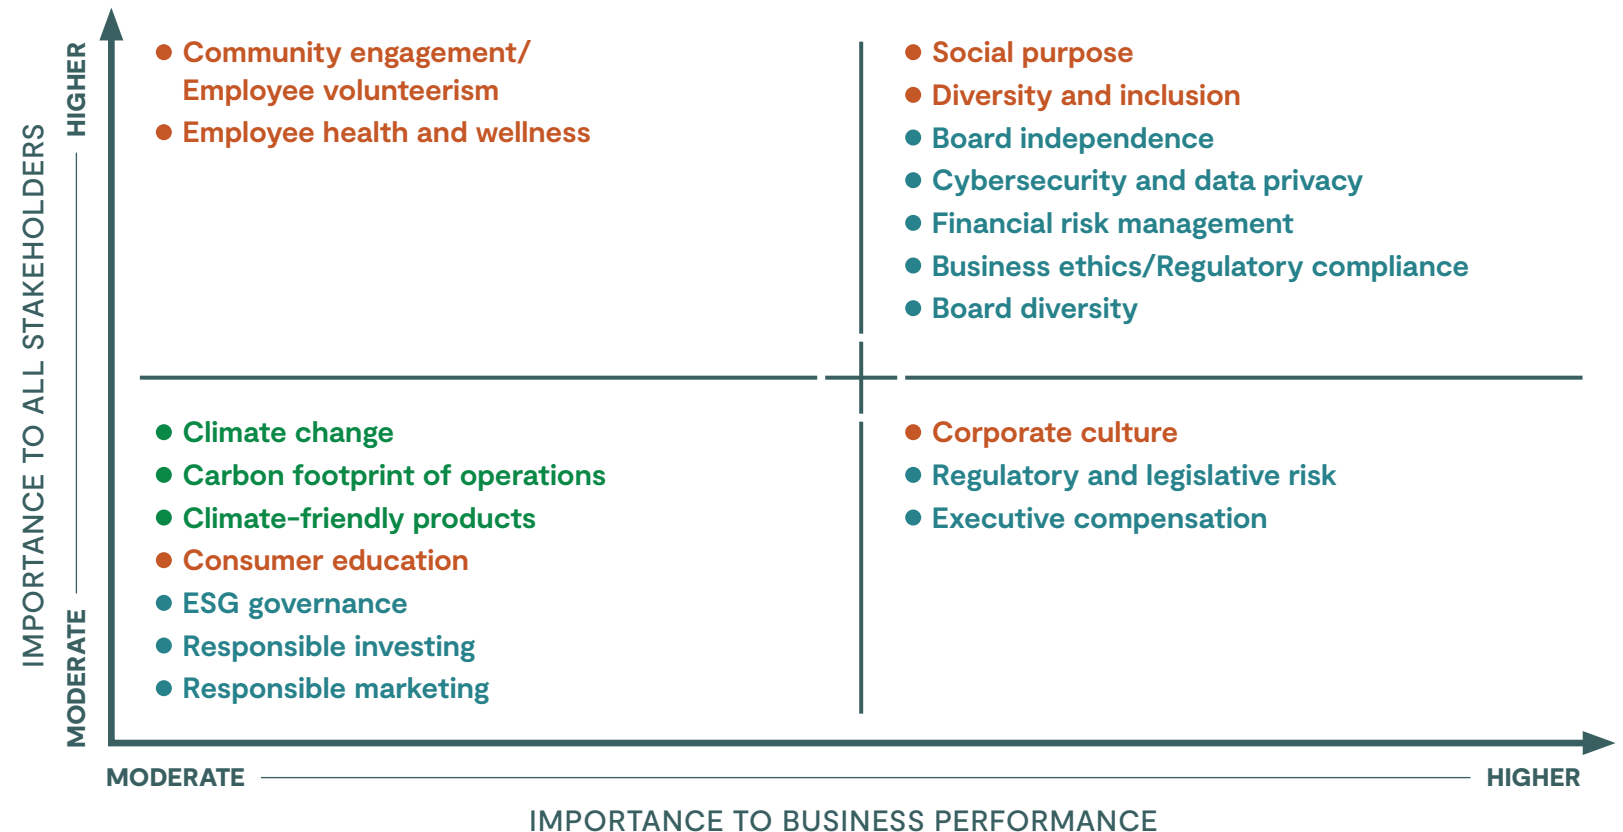 IMPORTANCE TO ALL STAKEHOLDERS
HIGHER
MODERATE
Community engagement/
Employee volunteerism
Employee health and wellness
Social purpose
Diversity and inclusion
Board independence
Cybersecurity and data privacy
Financial risk management
Business ethics/Regulatory compliance
Board diversity
Climate change
Carbon footprint of operations
Climate-friendly products
Consumer education
ESG governance
Responsible investing
Responsible marketing
Corporate culture
Regulatory and legislative risk
Executive compensation
MODERATE
HIGHER
IMPORTANCE TO BUSINESS PERFORMANCE